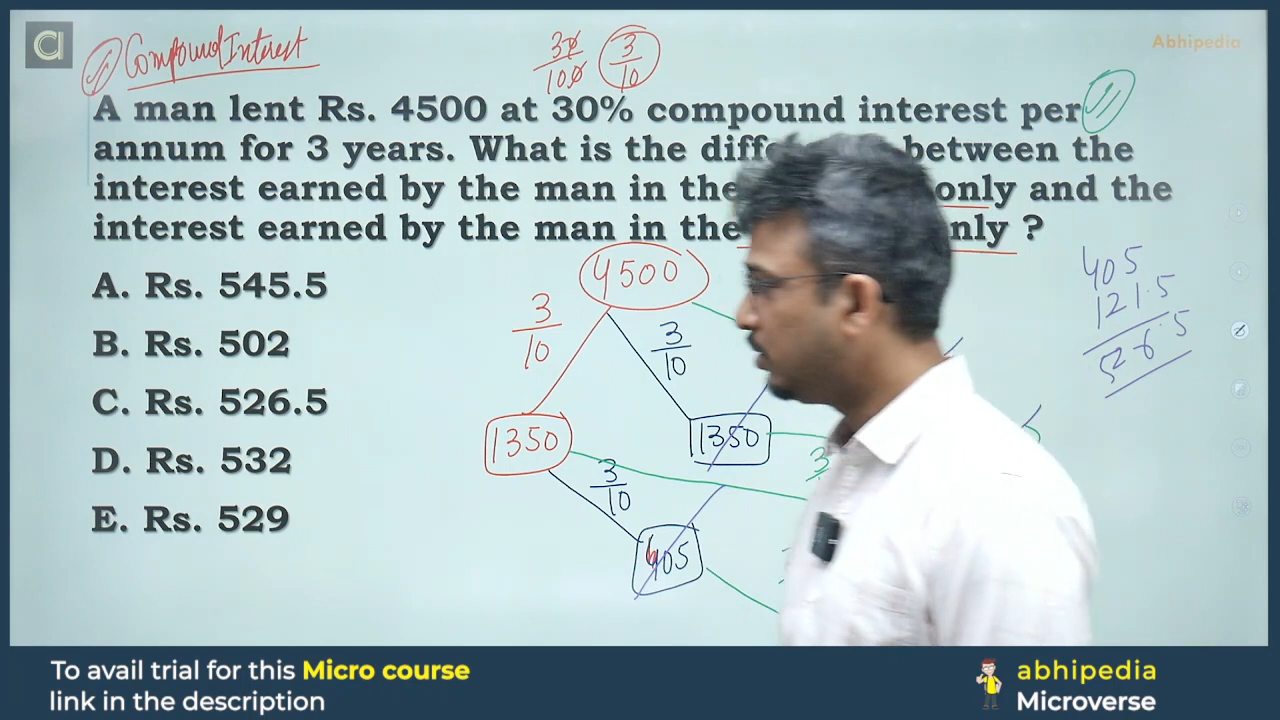 Compound Interest
30/100
3/10
Abhipedia
A man lent Rs. 4500 at 30% compound interest per
annum for 3 years. What is the between the
interest earned by the man in the only and the
interest earned by the man in the only ?
A. Rs. 545.5
B. Rs. 502
C. Rs. 526.5
D. Rs. 532
E. Rs. 529
4500
3/10
3/10
1350
1350
3/10
405
3
405
121.5
526.5
To avail trial for this Micro course
link in the description
abhipedia
Microverse